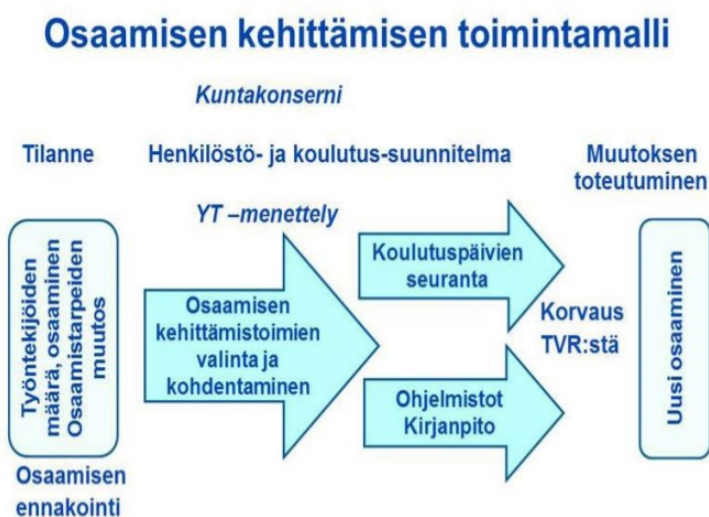 Osaamisen kehittämisen toimintamalli
Kuntakonserni
Tilanne
Henkilöstö- ja koulutus-suunnitelma
Muutoksen
toteutuminen
YT –menettely
Työntekijöiden
määrä, osaaminen
Osaamistarpeiden
muutos
Osaamisen
kehittämistoimien
valinta ja
kohdentaminen
Koulutuspäivien
seuranta
Ohjelmistot
Kirjanpito
Korvaus
TVR:stä
Uusi osaaminen
Osaamisen
ennakointi